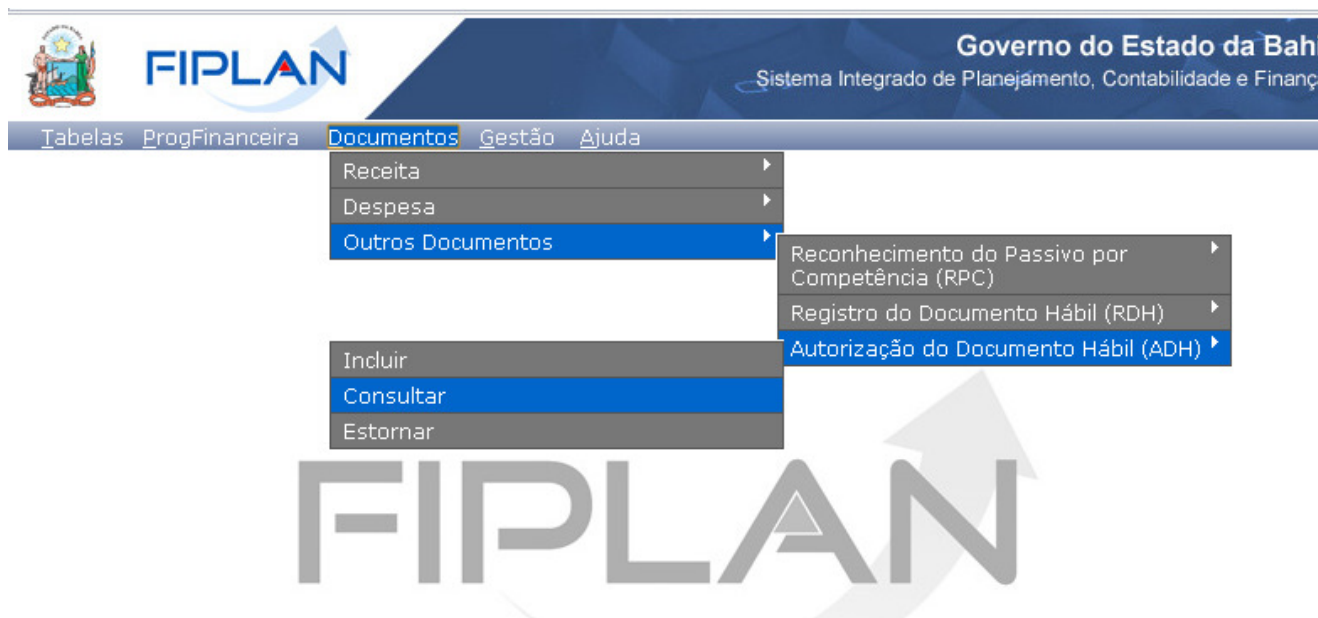 FIPLAN
Governo do Estado da Bahi
Sistema Integrado de Planejamento, Contabilidade e Finanç
Tabelas ProgFinanceira Documentos Gestão Ajuda
Receita
Despesa
Outros Documentos
Reconhecimento do Passivo por
Competência (RPC)
Registro do Documento Hábil (RDH)
Autorização do Documento Hábil (ADH)
Incluir
Consultar
Estornar
FIPLAN